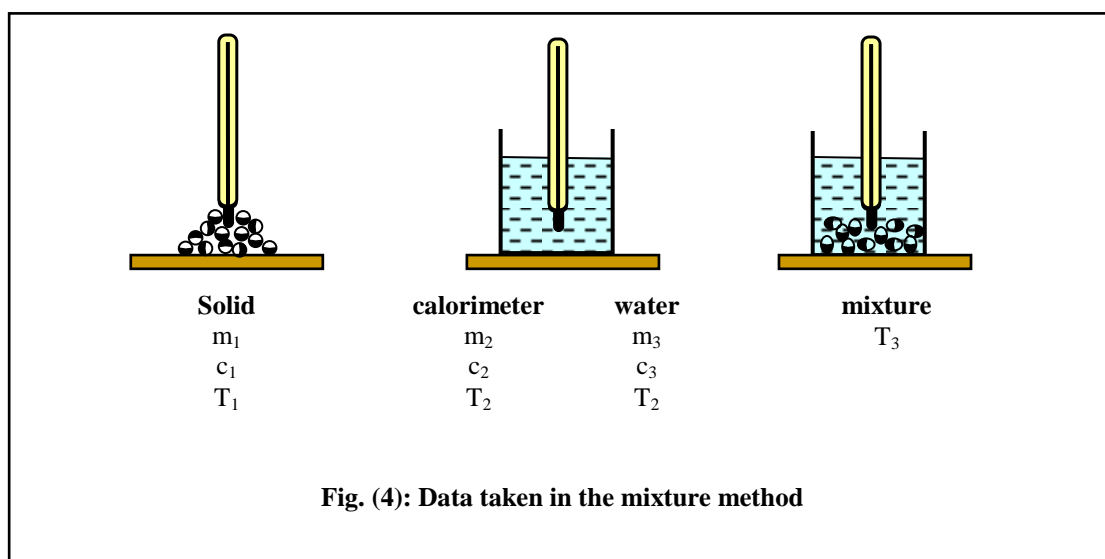 Solid calorimeter water mixture
m₁ m₂ m₃ T₃
c₁ c₂ c₃
T₁ T₂ T₂
Fig. (4): Data taken in the mixture method